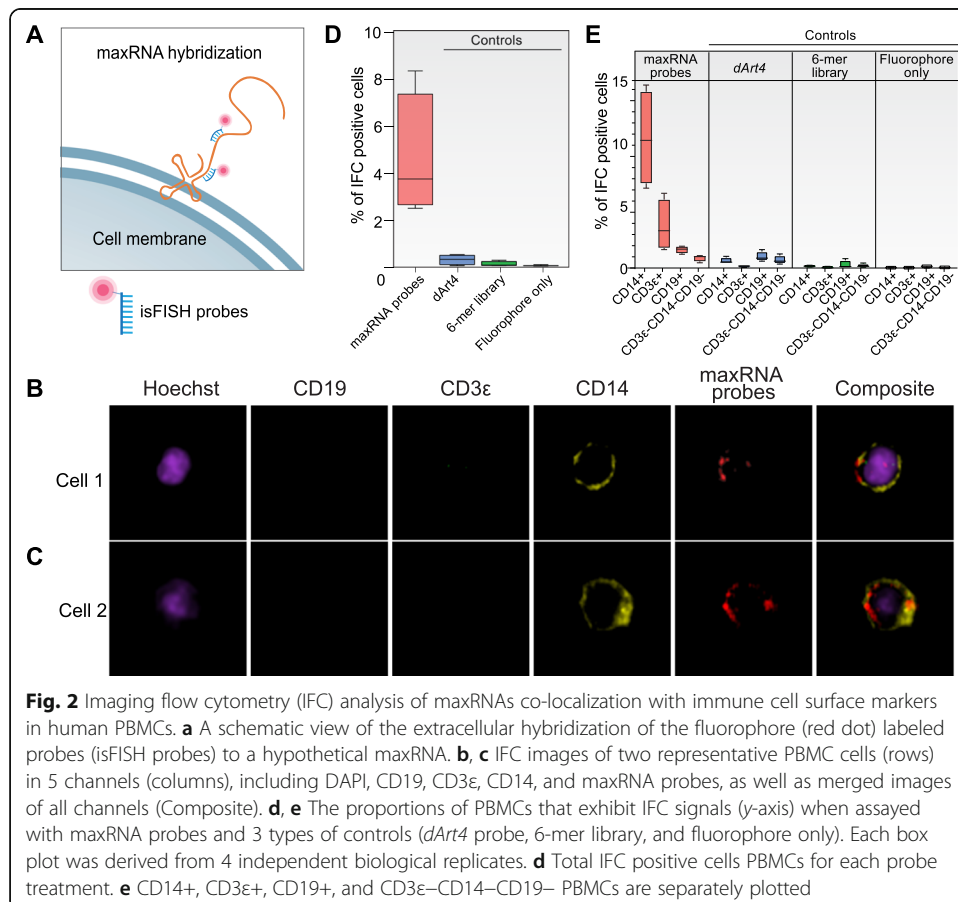 A
maxRNA hybridization
Cell membrane
isFISH probes
D
Controls
% of IFC positive cells
10
8
6
4
2
0
maxRNA probes
dArt4
6-mer library
Fluorophore only
E
Controls
maxRNA probes
dArt4
6-mer library
Fluorophore only
% of IFC positive cells
15
10
5
0
CD14+
CD3ε+
CD19+
CD3ε-CD14-CD19-
CD14+
CD3ε+
CD19+
CD3ε-CD14-CD19-
CD14+
CD3ε+
CD19+
CD3ε-CD14-CD19-
CD14+
CD3ε+
CD19+
CD3ε-CD14-CD19-
B
Hoechst
CD19
CD3ε
CD14
maxRNA probes
Composite
Cell 1
C
Cell 2
Fig. 2 Imaging flow cytometry (IFC) analysis of maxRNAs co-localization with immune cell surface markers
in human PBMCs. a A schematic view of the extracellular hybridization of the fluorophore (red dot) labeled
probes (isFISH probes) to a hypothetical maxRNA. b, c IFC images of two representative PBMC cells (rows)
in 5 channels (columns), including DAPI, CD19, CD3ε, CD14, and maxRNA probes, as well as merged images
of all channels (Composite). d, e The proportions of PBMCs that exhibit IFC signals (y-axis) when assayed
with maxRNA probes and 3 types of controls (dArt4 probe, 6-mer library, and fluorophore only). Each box
plot was derived from 4 independent biological replicates. d Total IFC positive cells PBMCs for each probe
treatment. e CD14+, CD3ε+, CD19+, and CD3ε−CD14−CD19− PBMCs are separately plotted